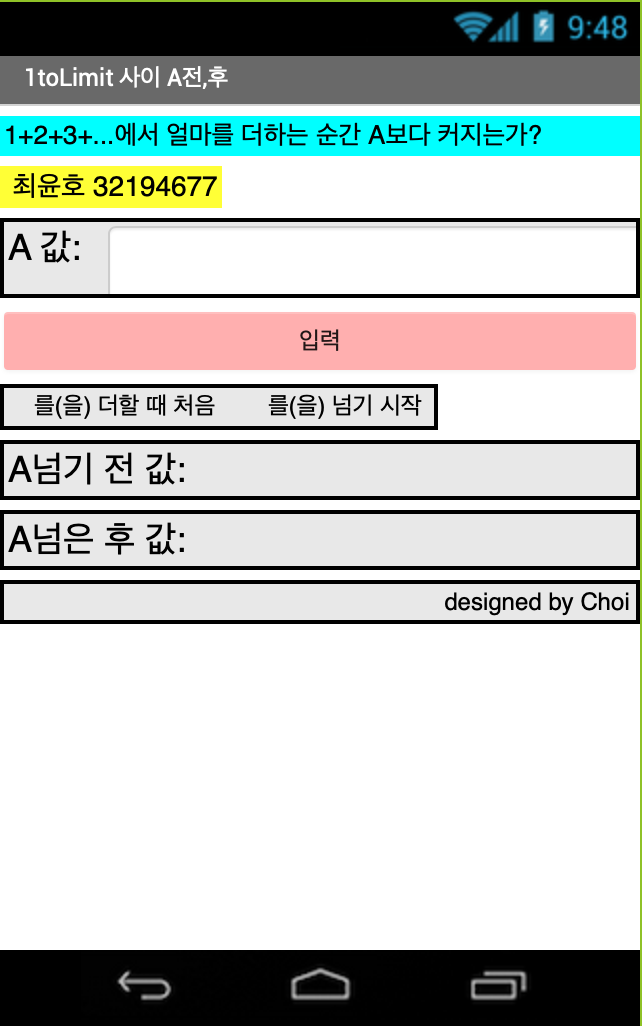 9:48
1toLimit 사이 A전,후
1+2+3+...에서 얼마를 더하는 순간 A보다 커지는가?
최윤호 32194677
A 값:
입력
를(을) 더할 때 처음 를(을) 넘기 시작
A넘기 전 값:
A넘은 후 값:
designed by Choi